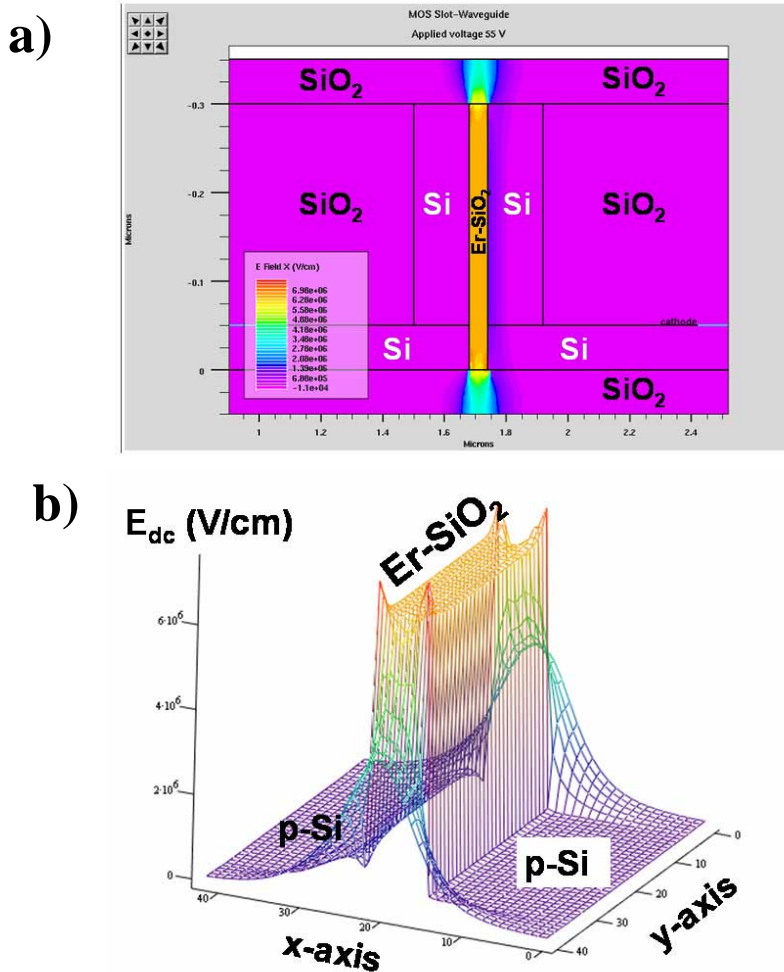 a)
MOS Slot-Waveguide
Applied voltage 55 V
SiO2
SiO2
-0.3
SiO2
Si
Er-SiO2
Si
SiO2
-0.2
Microns
-0.1
E Field X (V/cm)
6.98e+06
6.28e+06
5.58e+06
4.88e+06
4.18e+06
3.48e+06
2.78e+06
2.08e+06
1.39e+06
6.86e+05
-1.1e+04
cathode
Si
Si
0
SiO2
1
1.2
1.4
1.6
1.8
2
2.2
2.4
Microns
b)
Edc (V/cm)
Er-SiO2
6·10^6
4·10^6
2·10^6
0
p-Si
p-Si
40
30
20
10
0
x-axis
0
10
20
30
40
y-axis